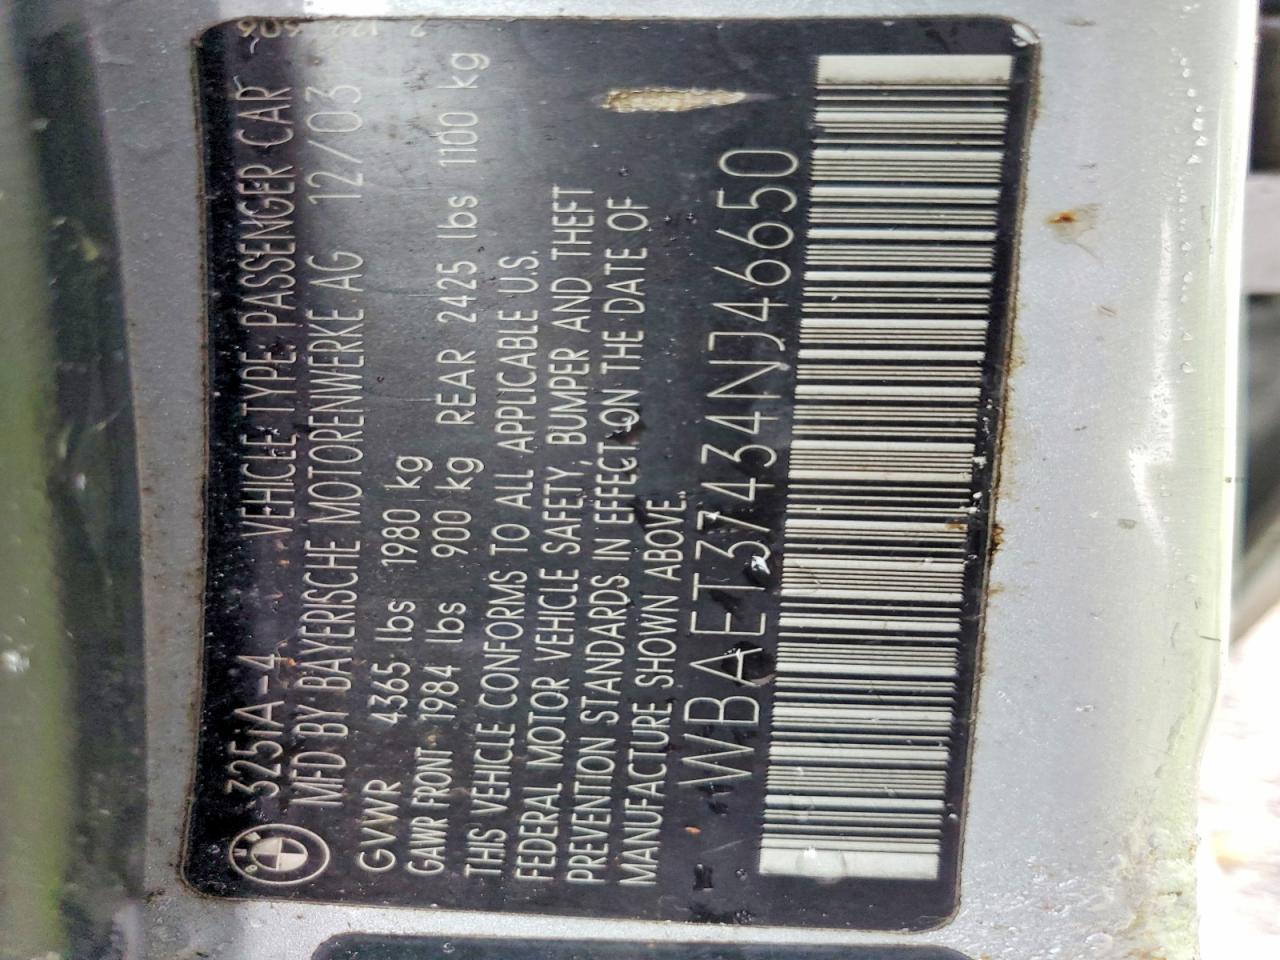 325IA-4 VEHICLE TYPE: PASSENGER CAR
MFD BY BAYERISCHE MOTORENWERKE AG 12/03
GVWR 4365 lbs 1980 kg
GAWR FRONT 1984 lbs 900 kg REAR 2425 lbs 1100 kg
THIS VEHICLE CONFORMS TO ALL APPLICABLE U.S.
FEDERAL MOTOR VEHICLE SAFETY, BUMPER AND THEFT
PREVENTION STANDARDS IN EFFECT ON THE DATE OF
MANUFACTURE SHOWN ABOVE.
WBAET37434NJ46650